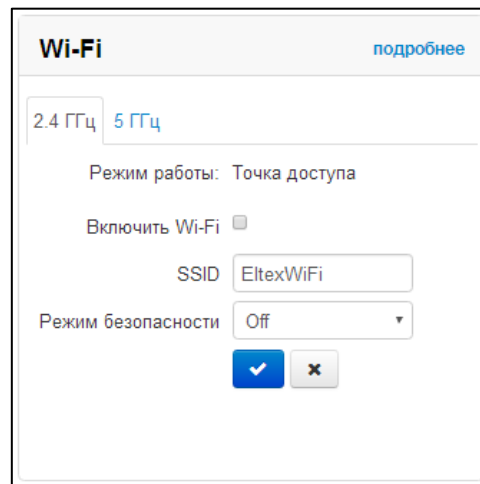 Wi-Fi подробнее
2.4 ГГц 5 ГГц
Режим работы: Точка доступа
Включить Wi-Fi
SSID EltexWiFi
Режим безопасности Off